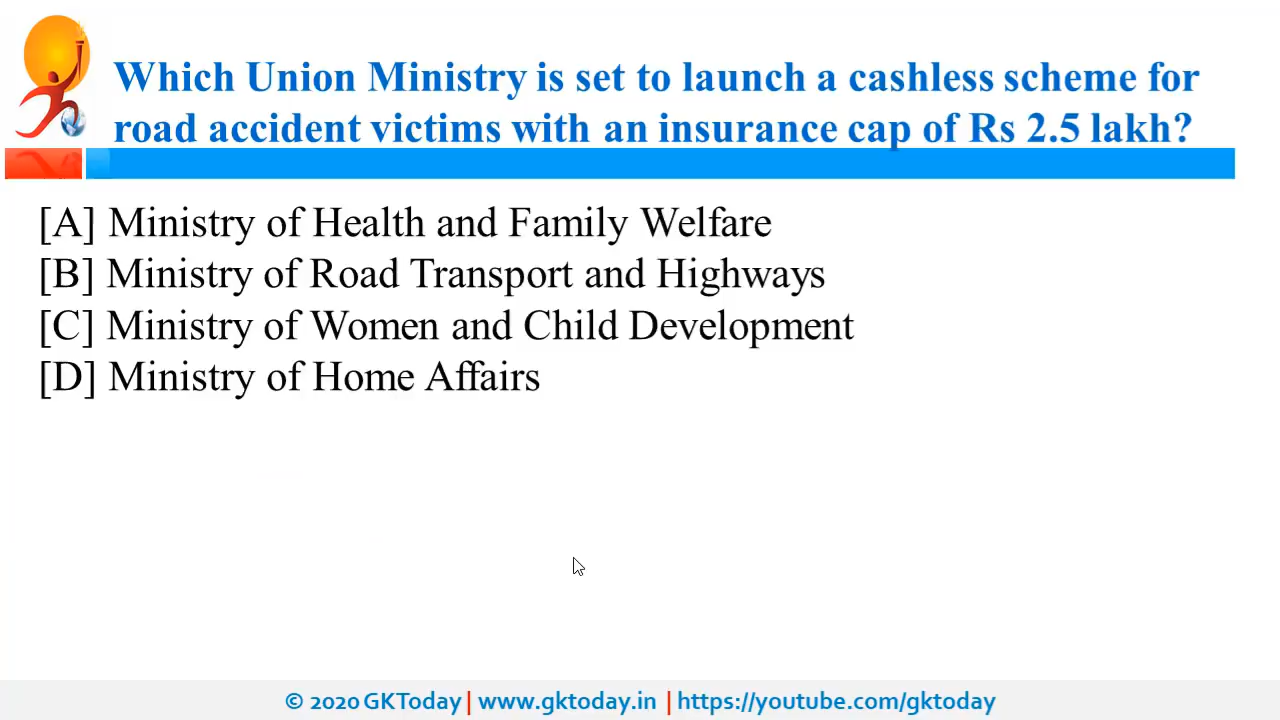 Which Union Ministry is set to launch a cashless scheme for
road accident victims with an insurance cap of Rs 2.5 lakh?
[A] Ministry of Health and Family Welfare
[B] Ministry of Road Transport and Highways
[C] Ministry of Women and Child Development
[D] Ministry of Home Affairs
© 2020 GKToday | www.gktoday.in | https://youtube.com/gktoday